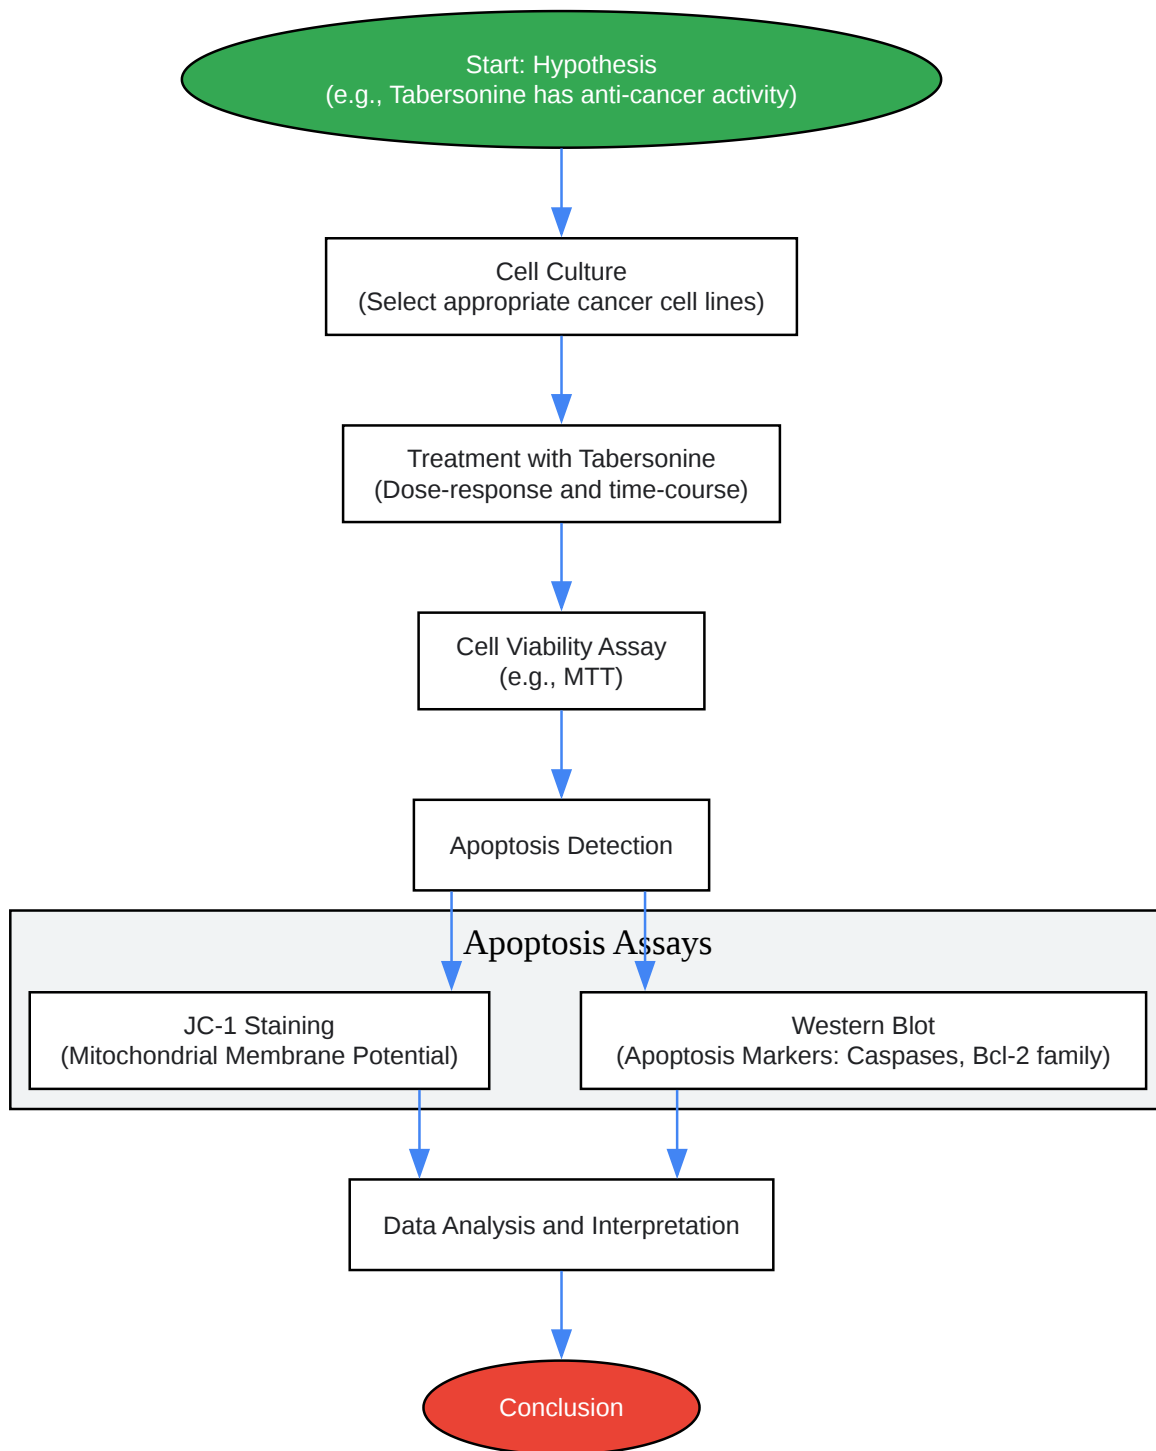 Start: Hypothesis
(e.g., Tabersonine has anti-cancer activity)
Cell Culture
(Select appropriate cancer cell lines)
Treatment with Tabersonine
(Dose-response and time-course)
Cell Viability Assay
(e.g., MTT)
Apoptosis Detection
Apoptosis Assays
JC-1 Staining
(Mitochondrial Membrane Potential)
Western Blot
(Apoptosis Markers: Caspases, Bcl-2 family)
Data Analysis and Interpretation
Conclusion